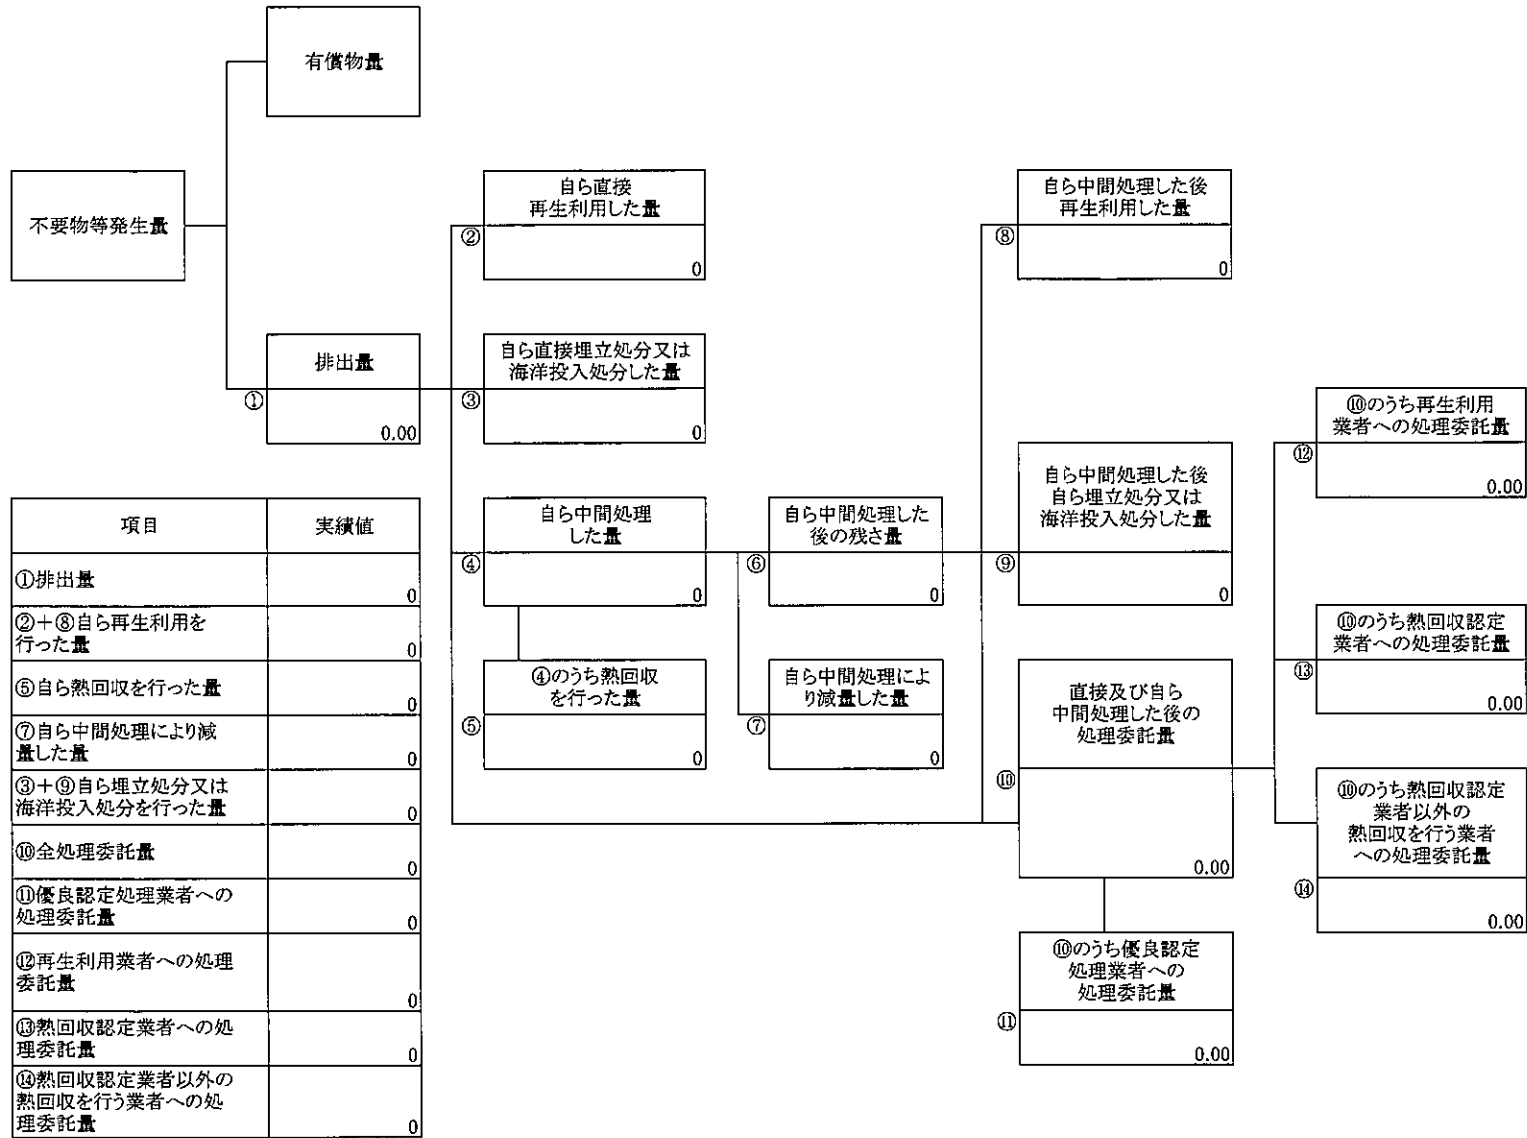 有償物量
不要物等発生量
排出量
①
0.00
自ら直接
再生利用した量
②
0
自ら直接埋立処分又は
海洋投入処分した量
③
0
自ら中間処理
した量
④
0
④のうち熱回収
を行った量
⑤
0
自ら中間処理した
後の残さ量
⑥
0
自ら中間処理によ
り減量した量
⑦
0
自ら中間処理した後
再生利用した量
⑧
0
自ら中間処理した後
自ら埋立処分又は
海洋投入処分した量
⑨
0
直接及び自ら
中間処理した後の
処理委託量
⑩
0.00
⑩のうち優良認定
処理業者への
処理委託量
⑪
0.00
⑩のうち再生利用
業者への処理委託量
⑫
0.00
⑩のうち熱回収認定
業者への処理委託量
⑬
0.00
⑩のうち熱回収認定
業者以外の
熱回収を行う業者
への処理委託量
⑭
0.00
項目 実績値
①排出量
0
②+⑧自ら再生利用を
行った量
0
⑤自ら熱回収を行った量
0
⑦自ら中間処理により減
量した量
0
③+⑨自ら埋立処分又は
海洋投入処分を行った量
0
⑩全処理委託量
0
⑪優良認定処理業者への
処理委託量
0
⑫再生利用業者への処理
委託量
0
⑬熱回収認定業者への処
理委託量
0
⑭熱回収認定業者以外の
熱回収を行う業者への処
理委託量
0